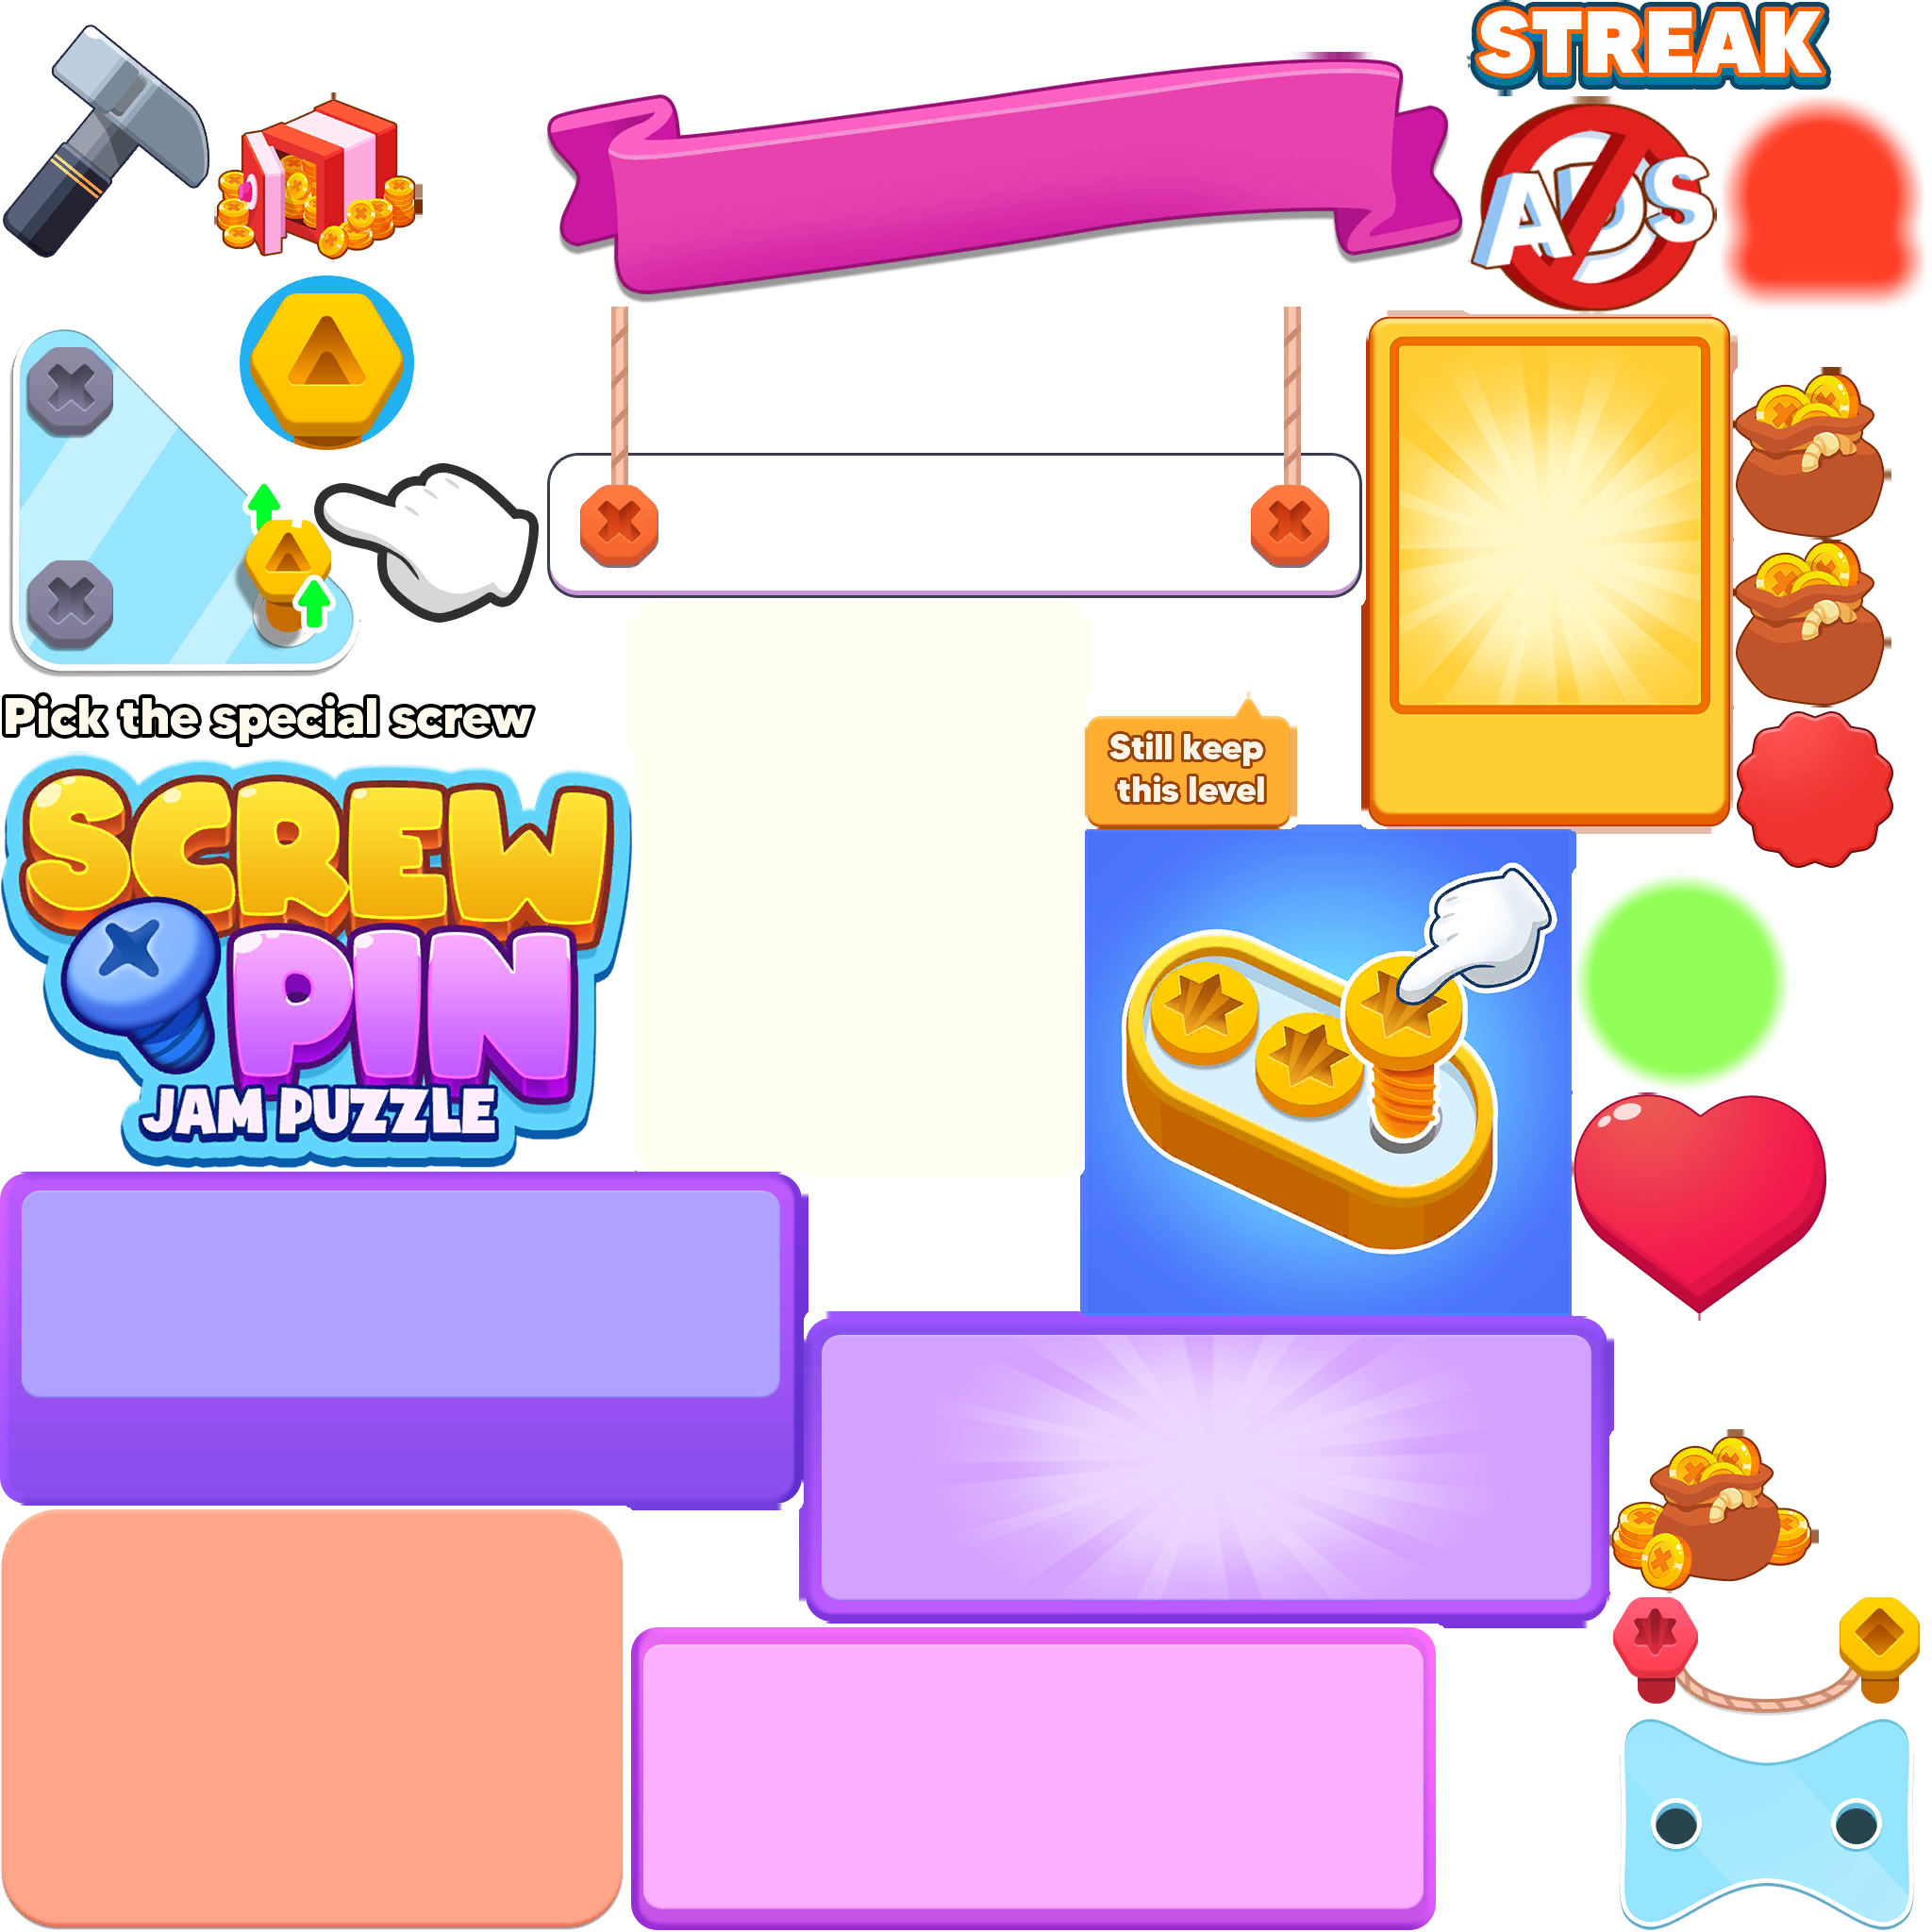 STREAK
ADS
Pick the special screw
Still keep
this level
SCREW
PIN
JAM PUZZLE